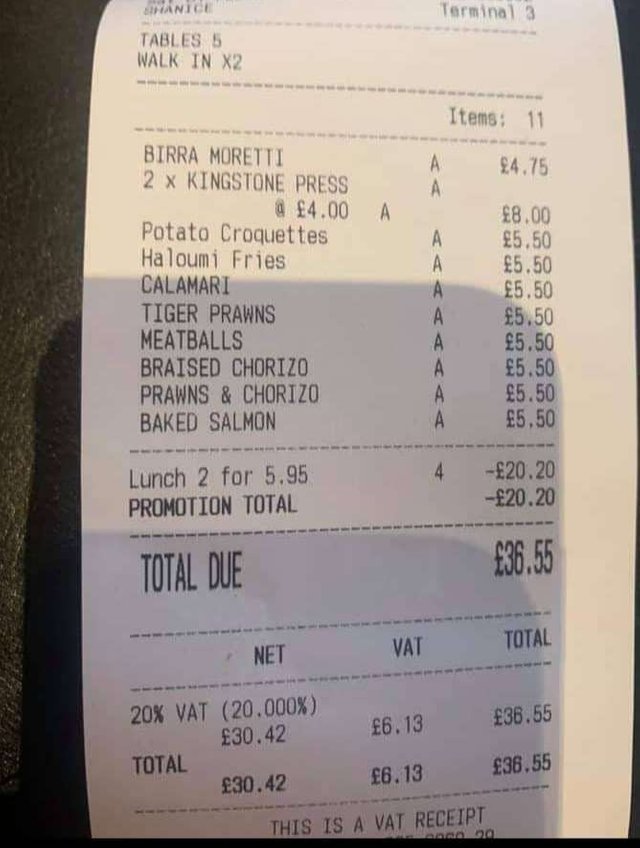 SHANICE Terminal 3
TABLES 5
WALK IN X2
Items: 11
BIRRA MORETTI A £4.75
2 x KINGSTONE PRESS A
@ £4.00 A £8.00
Potato Croquettes A £5.50
Haloumi Fries A £5.50
CALAMARI A £5.50
TIGER PRAWNS A £5.50
MEATBALLS A £5.50
BRAISED CHORIZO A £5.50
PRAWNS & CHORIZO A £5.50
BAKED SALMON A £5.50
Lunch 2 for 5.95 4 -£20.20
PROMOTION TOTAL -£20.20
TOTAL DUE £36.55
NET VAT TOTAL
20% VAT (20.000%)
£30.42 £6.13 £36.55
TOTAL
£30.42 £6.13 £36.55
THIS IS A VAT RECEIPT